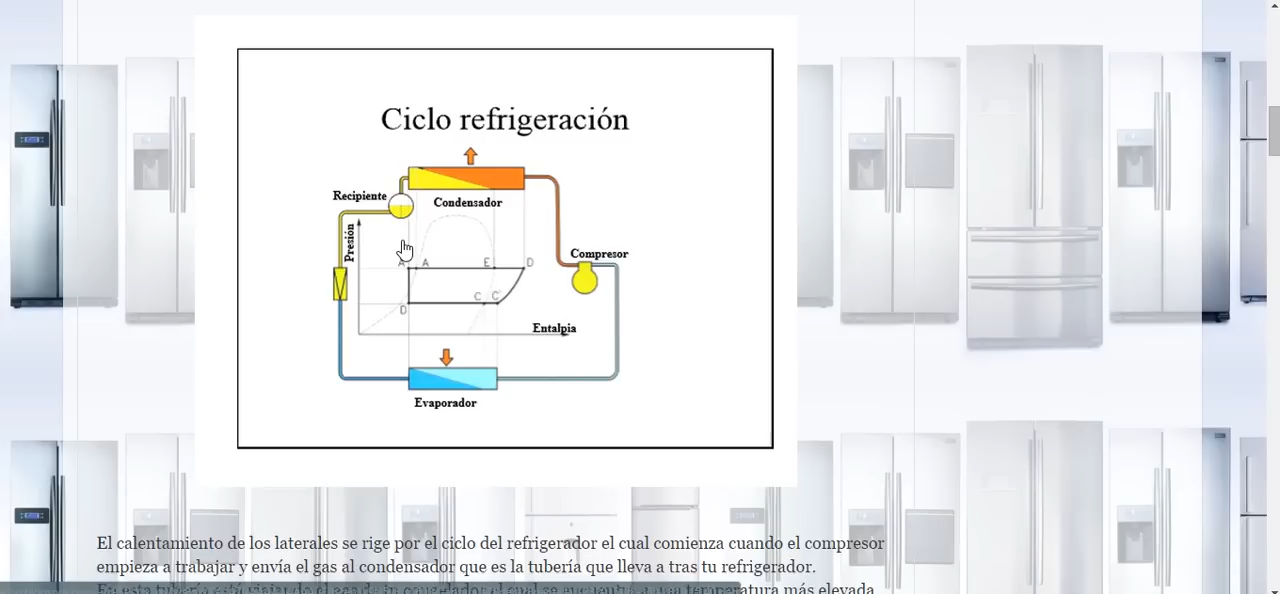 Ciclo refrigeración
Recipiente
Condensador
Presión
Compresor
A
A
E
D
C
C
D
Entalpia
Evaporador
El calentamiento de los laterales se rige por el ciclo del refrigerador el cual comienza cuando el compresor
empieza a trabajar y envía el gas al condensador que es la tubería que lleva a tras tu refrigerador.